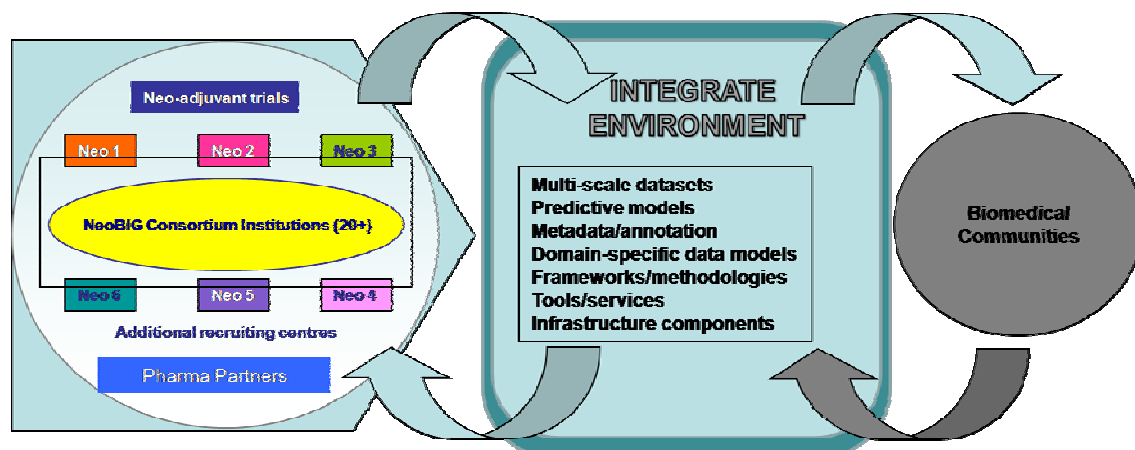 Neo-adjuvant trials
Neo 1
Neo 2
Neo 3
NeoBIG Consortium Institutions (20+}
Neo 6
Neo 5
Neo 4
Additional recruiting centres
Pharma Partners
INTEGRATE
ENVIRONMENT
Multi-scale datasets
Predictive models
Metadata/annotation
Domain-specific data models
Frameworks/methodologies
Tools/services
Infrastructure components
Biomedical
Communities